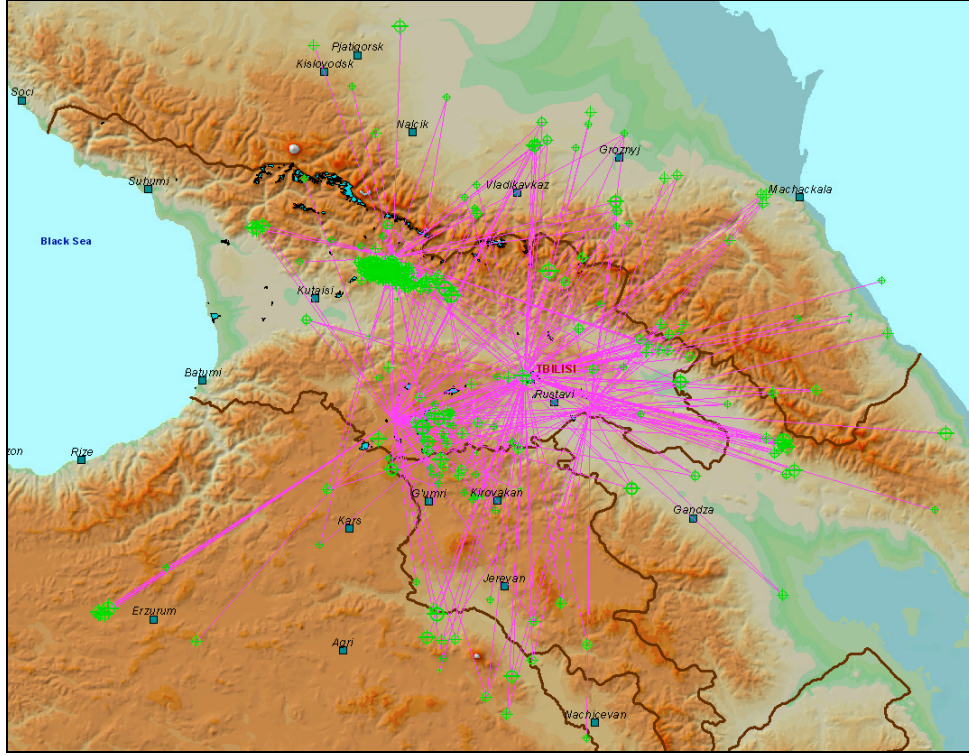 Pjatigorsk
Kislovodsk
Soci
Nalcik
Groznyj
Suhumi
Vladikavkaz
Machackala
Black Sea
Kutaisi
TBILISI
Batumi
Rustavi
zon
Rize
G'umri
Kirovakan
Gandza
Kars
Jerevan
Erzurum
Agri
Nachicevan